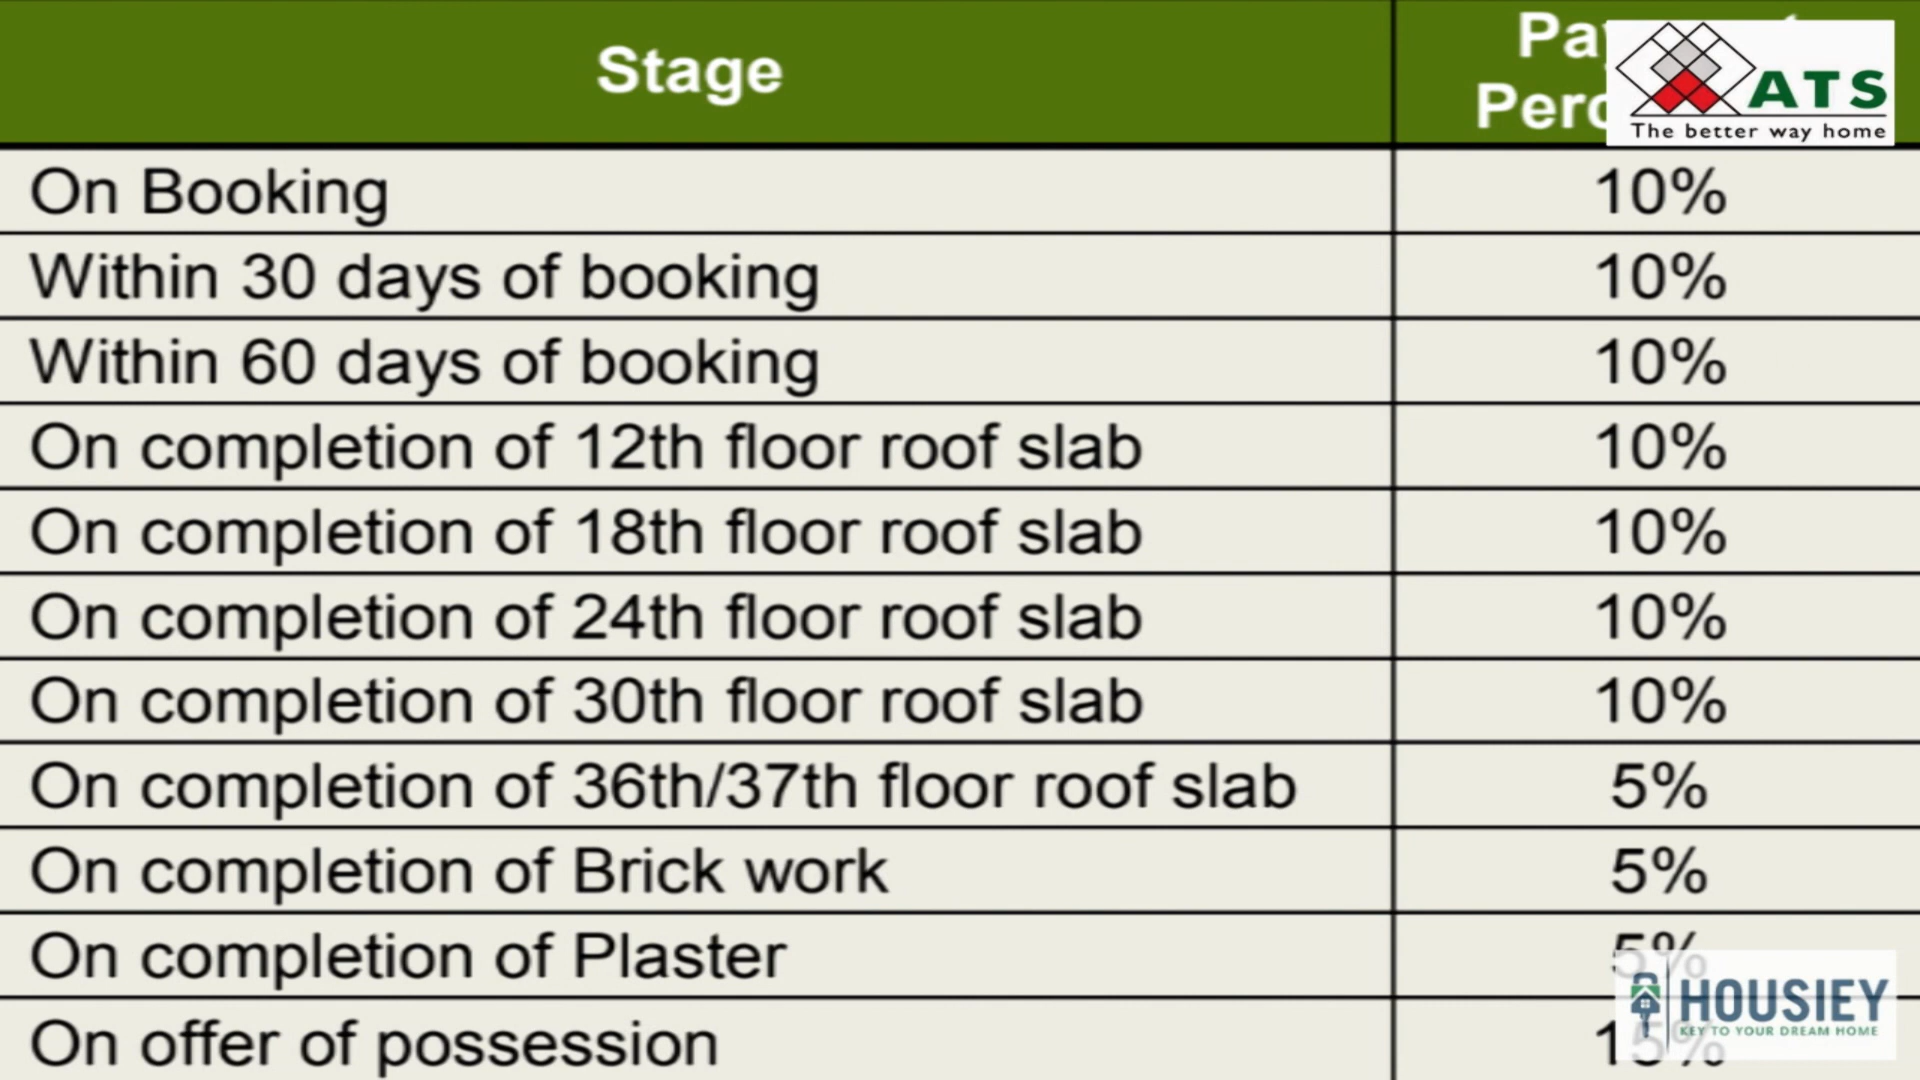 Stage
ATS
The better way home
On Booking 10%
Within 30 days of booking 10%
Within 60 days of booking 10%
On completion of 12th floor roof slab 10%
On completion of 18th floor roof slab 10%
On completion of 24th floor roof slab 10%
On completion of 30th floor roof slab 10%
On completion of 36th/37th floor roof slab 5%
On completion of Brick work 5%
On completion of Plaster 5%
On offer of possession 15%
HOUSIEY
KEY TO YOUR DREAM HOME